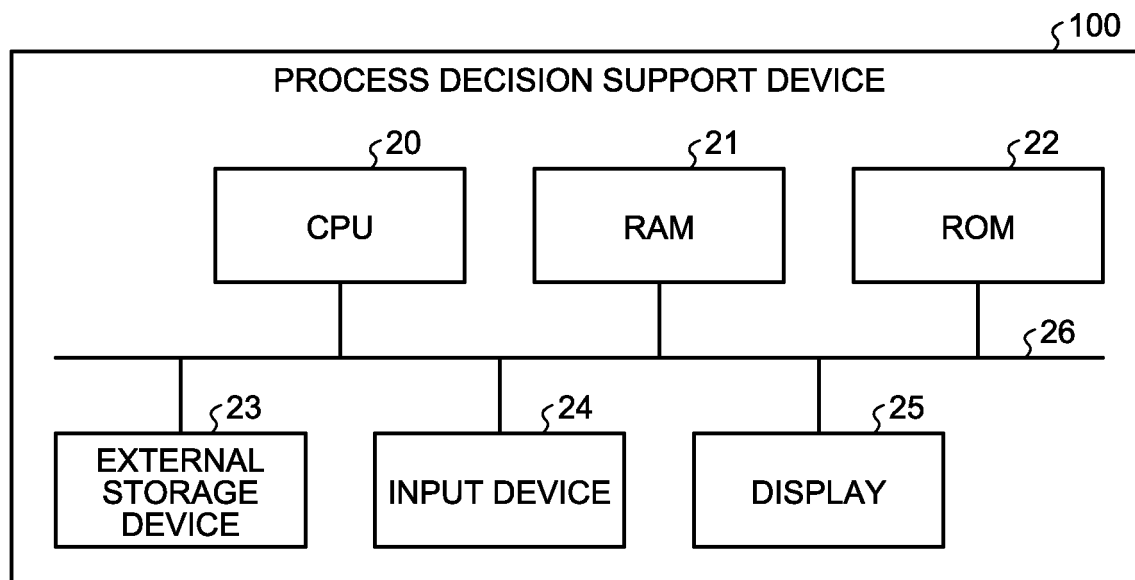 100
PROCESS DECISION SUPPORT DEVICE
20
21
22
CPU
RAM
ROM
26
23
24
25
EXTERNAL
STORAGE
DEVICE
INPUT DEVICE
DISPLAY